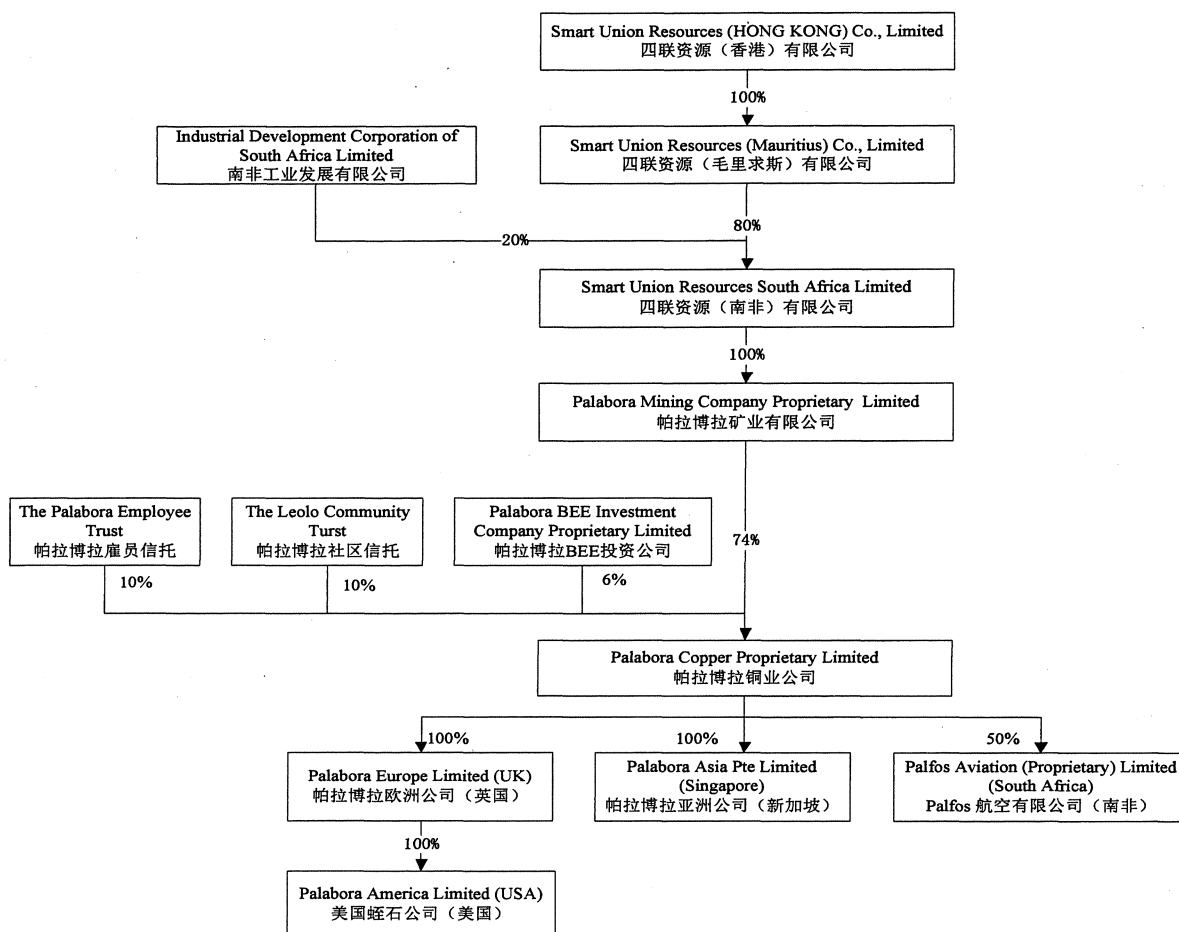 Smart Union Resources (HONG KONG) Co., Limited
四联资源（香港）有限公司
100%
Industrial Development Corporation of
South Africa Limited
南非工业发展有限公司
Smart Union Resources (Mauritius) Co., Limited
四联资源（毛里求斯）有限公司
80%
20%
Smart Union Resources South Africa Limited
四联资源（南非）有限公司
100%
Palabora Mining Company Proprietary Limited
帕拉博拉矿业有限公司
The Palabora Employee
Trust
帕拉博拉雇员信托
The Leolo Community
Turst
帕拉博拉社区信托
Palabora BEE Investment
Company Proprietary Limited
帕拉博拉BEE投资公司
74%
10%
10%
6%
Palabora Copper Proprietary Limited
帕拉博拉铜业公司
100%
100%
50%
Palabora Europe Limited (UK)
帕拉博拉欧洲公司（英国）
Palabora Asia Pte Limited
(Singapore)
帕拉博拉亚洲公司（新加坡）
Palfos Aviation (Proprietary) Limited
(South Africa)
Palfos 航空有限公司（南非）
100%
Palabora America Limited (USA)
美国蛭石公司（美国）